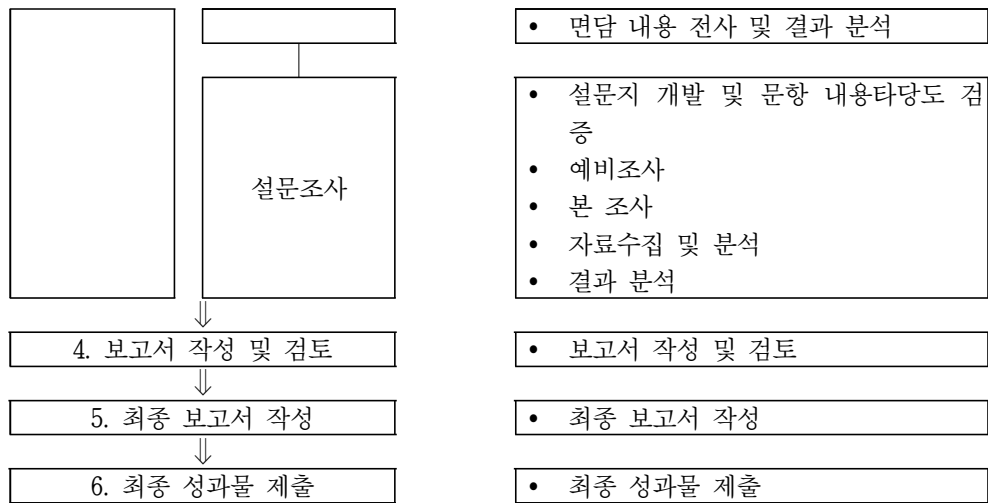 • 면담 내용 전사 및 결과 분석
설문조사
• 설문지 개발 및 문항 내용타당도 검
증
• 예비조사
• 본 조사
• 자료수집 및 분석
• 결과 분석
⇓
4. 보고서 작성 및 검토
• 보고서 작성 및 검토
⇓
5. 최종 보고서 작성
• 최종 보고서 작성
⇓
6. 최종 성과물 제출
• 최종 성과물 제출